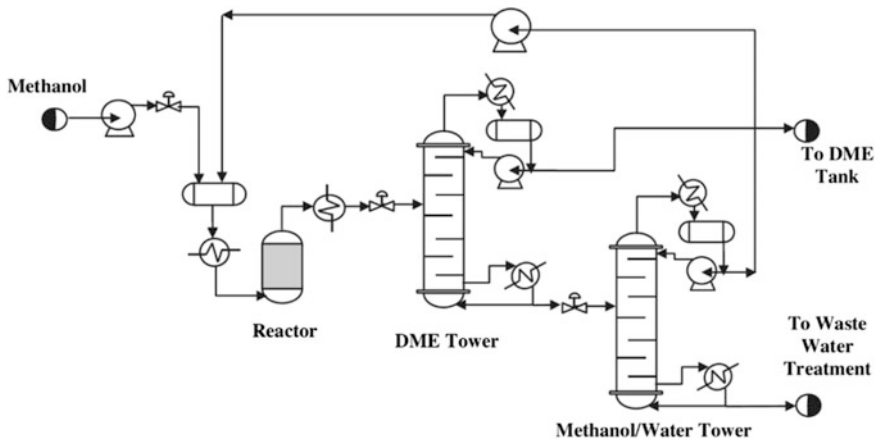 Methanol
To DME
Tank
Reactor
DME Tower
To Waste
Water
Treatment
Methanol/Water Tower